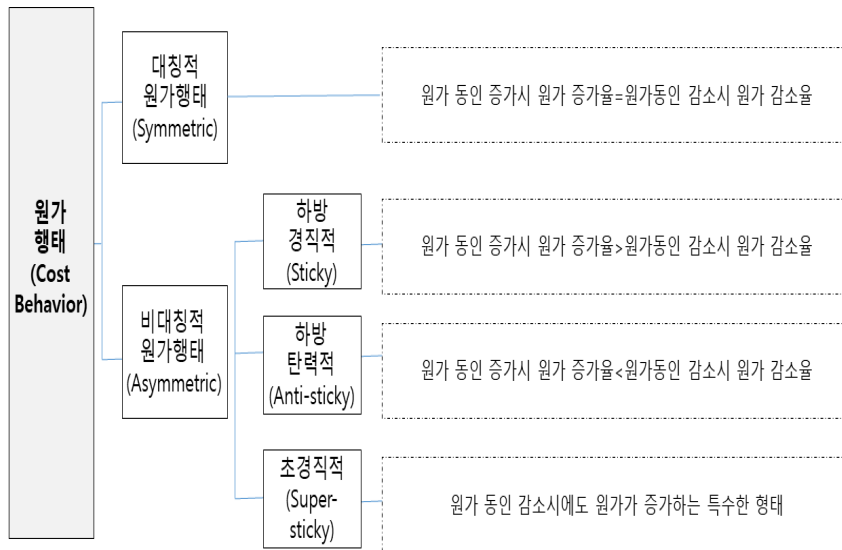 원가
행태
(Cost
Behavior)
대칭적
원가행태
(Symmetric)
원가 동인 증가시 원가 증가율=원가동인 감소시 원가 감소율
비대칭적
원가행태
(Asymmetric)
하방
경직적
(Sticky)
원가 동인 증가시 원가 증가율>원가동인 감소시 원가 감소율
하방
탄력적
(Anti-sticky)
원가 동인 증가시 원가 증가율<원가동인 감소시 원가 감소율
초경직적
(Super-
sticky)
원가 동인 감소시에도 원가가 증가하는 특수한 형태